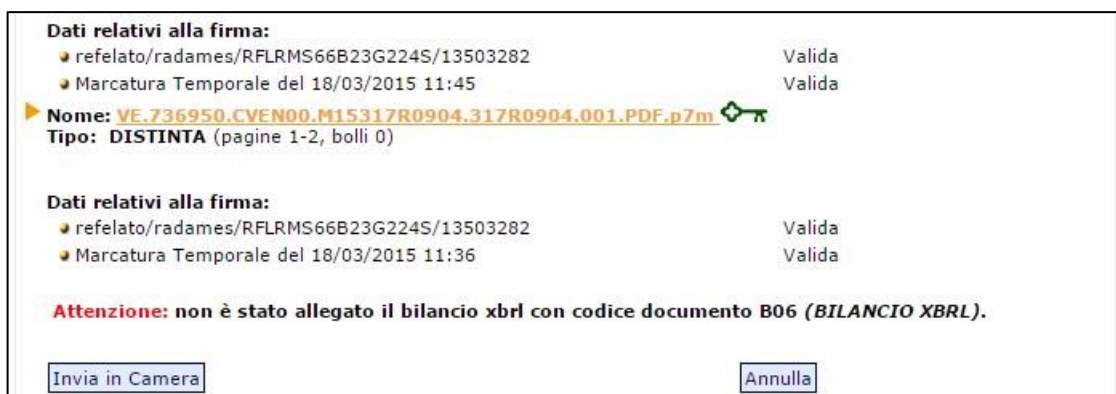 Dati relativi alla firma:
refelato/radames/RFLRMS66B23G224S/13503282 Valida
Marcatura Temporale del 18/03/2015 11:45 Valida
Nome: VE.736950.CVEN00.M15317R0904.317R0904.001.PDF.p7m
Tipo: DISTINTA (pagine 1-2, bolli 0)
Dati relativi alla firma:
refelato/radames/RFLRMS66B23G224S/13503282 Valida
Marcatura Temporale del 18/03/2015 11:36 Valida
Attenzione: non è stato allegato il bilancio xbrl con codice documento B06 (BILANCIO XBRL).
Invia in Camera Annulla